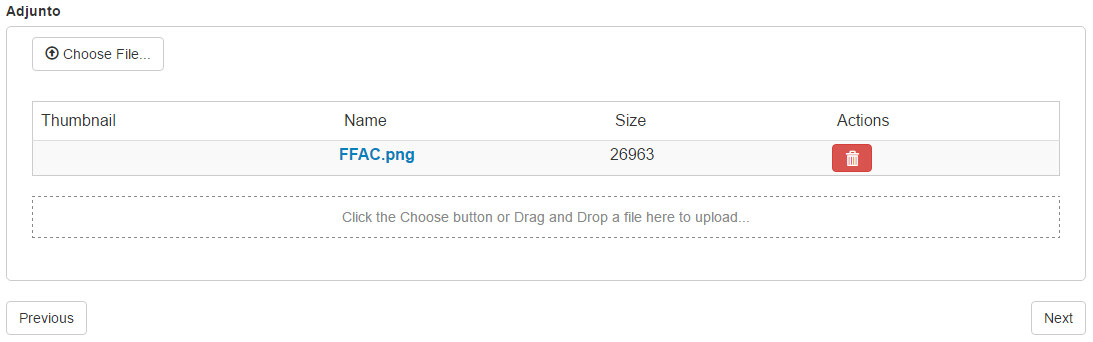 Adjunto
Choose File...
Thumbnail Name Size Actions
FFAC.png 26963
Click the Choose button or Drag and Drop a file here to upload...
Previous Next